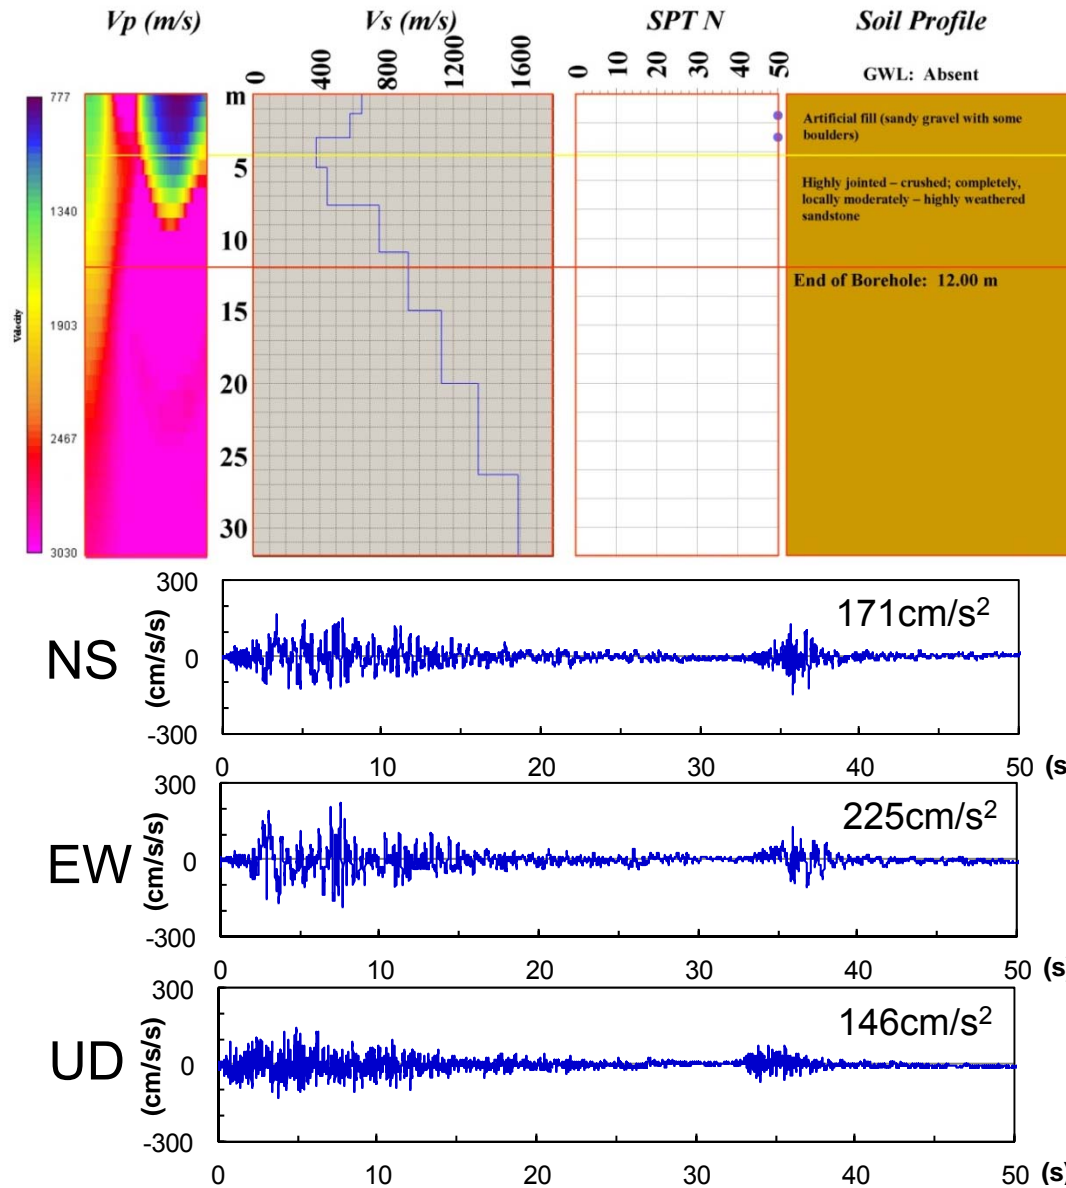 Vp (m/s) Vs (m/s) SPT N Soil Profile
0 400 800 1200 1600
0 10 20 30 40 50
GWL: Absent
777
1340
1903
2467
3030
Velocity
m
5
10
15
20
25
30
Artificial fill (sandy gravel with some
boulders)
Highly jointed – crushed; completely,
locally moderately – highly weathered
sandstone
End of Borehole: 12.00 m
NS
(cm/s/s)
300
0
-300
171cm/s²
0 10 20 30 40 50 (s
EW
(cm/s/s)
300
0
-300
225cm/s²
0 10 20 30 40 50 (s
UD
(cm/s/s)
300
0
-300
146cm/s²
0 10 20 30 40 50 (s)